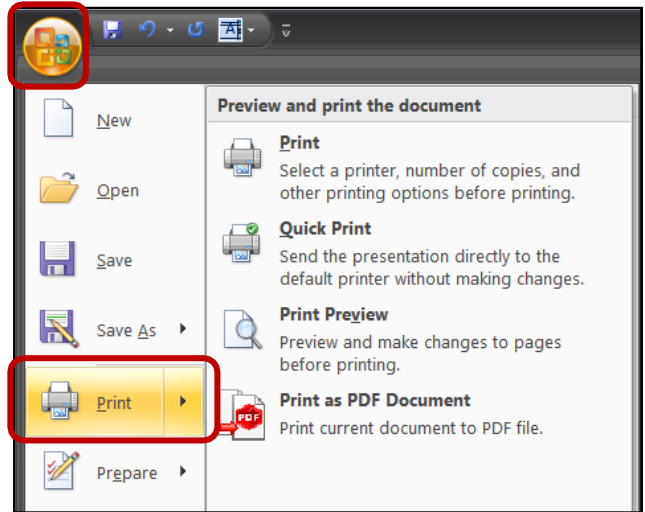 New
Open
Save
Save As
Print
Prepare
Preview and print the document
Print
Select a printer, number of copies, and
other printing options before printing.
Quick Print
Send the presentation directly to the
default printer without making changes.
Print Preview
Preview and make changes to pages
before printing.
Print as PDF Document
Print current document to PDF file.
PDF
A